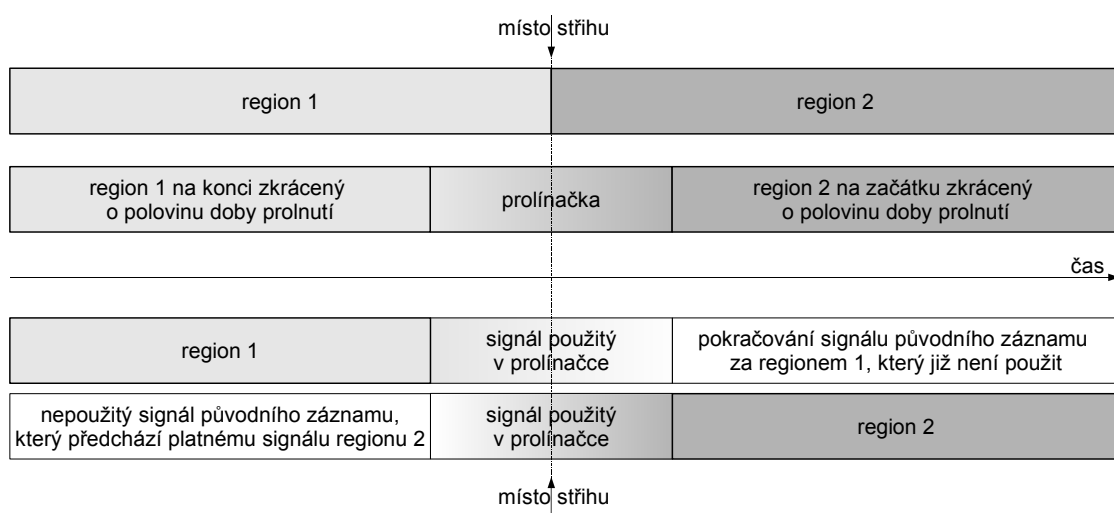 místo střihu
region 1
region 2
region 1 na konci zkrácený
o polovinu doby prolnutí
prolínačka
region 2 na začátku zkrácený
o polovinu doby prolnutí
čas
region 1
signál použitý
v prolínačce
pokračování signálu původního záznamu
za regionem 1, který již není použit
nepoužitý signál původního záznamu,
který předchází platnému signálu regionu 2
signál použitý
v prolínačce
region 2
místo střihu